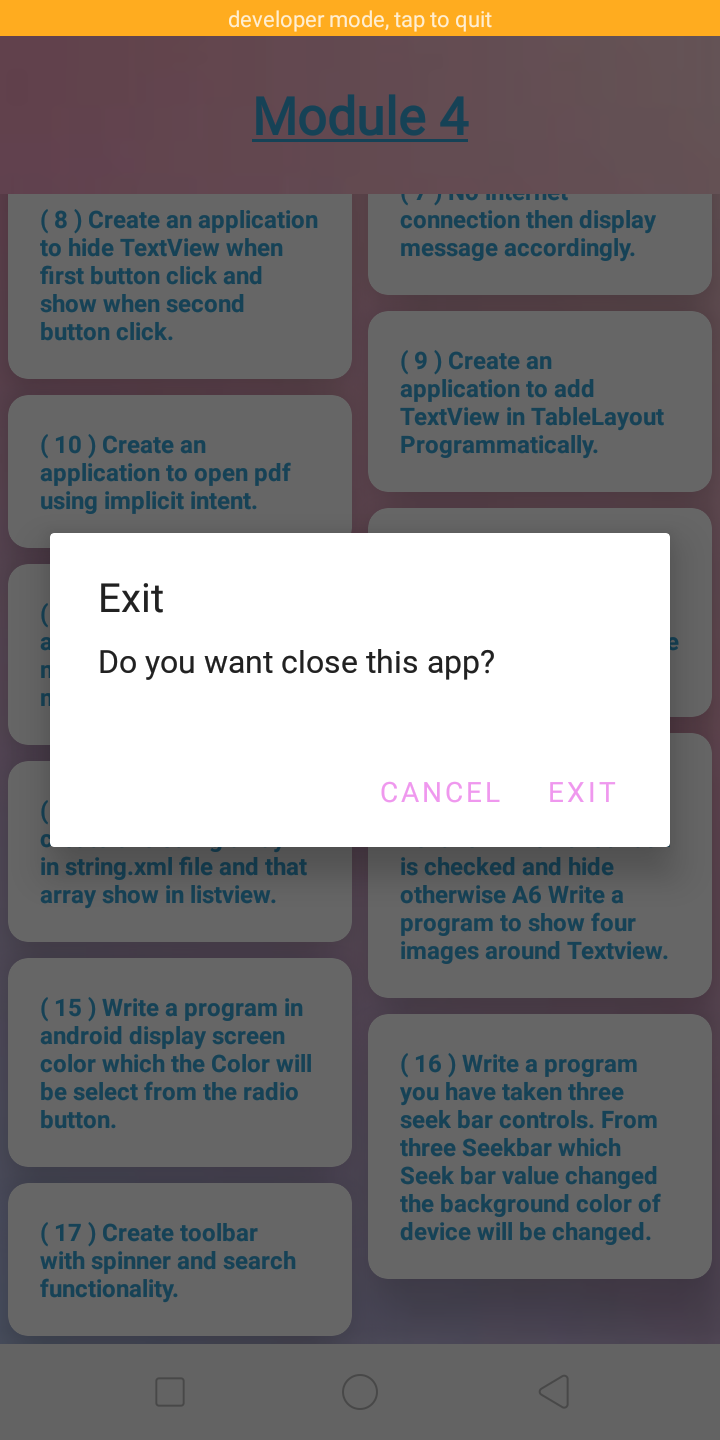 developer mode, tap to quit
Module 4
( 8 ) Create an application
to hide TextView when
first button click and
show when second
button click.
( 7 ) No internet
connection then display
message accordingly.
( 9 ) Create an
application to add
TextView in TableLayout
Programmatically.
( 10 ) Create an
application to open pdf
using implicit intent.
Exit
Do you want close this app?
CANCEL EXIT
in string.xml file and that
array show in listview.
is checked and hide
otherwise A6 Write a
program to show four
images around Textview.
( 15 ) Write a program in
android display screen
color which the Color will
be select from the radio
button.
( 16 ) Write a program
you have taken three
seek bar controls. From
three Seekbar which
Seek bar value changed
the background color of
device will be changed.
( 17 ) Create toolbar
with spinner and search
functionality.